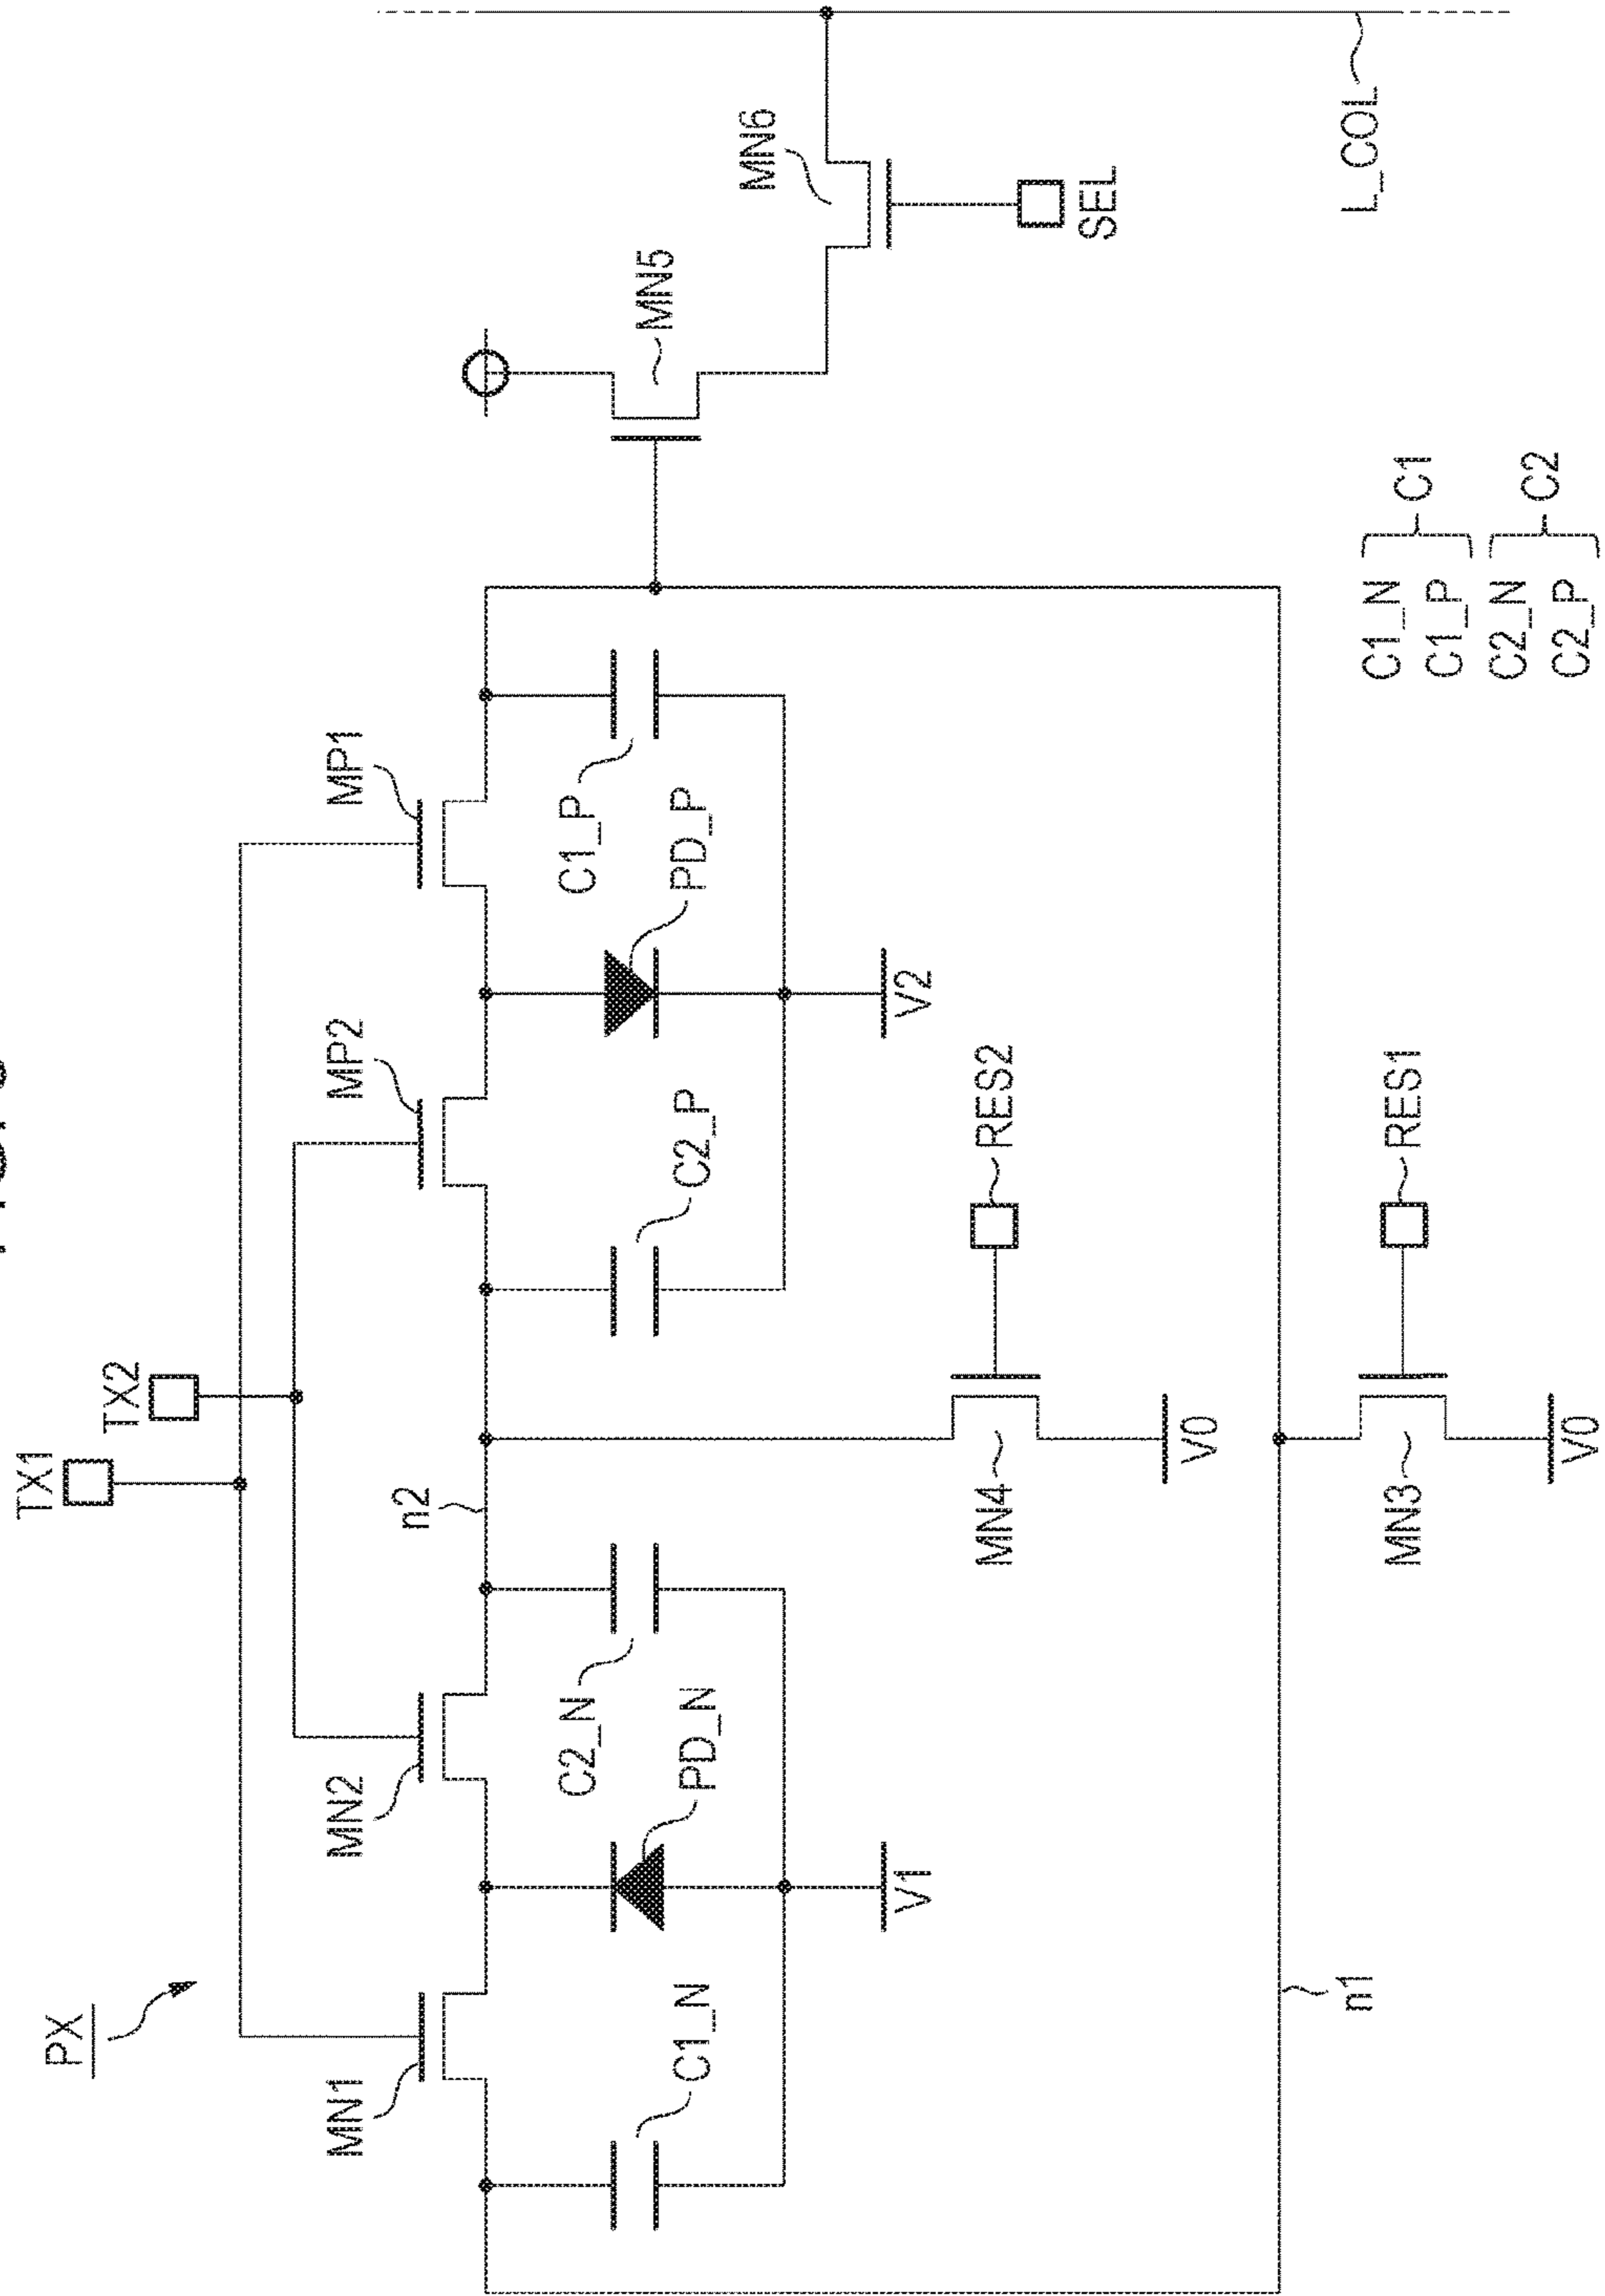 PX
TX1
TX2
MN1
MN2
MP2
MP1
n2
C1_N
PD_N
C2_N
C2_P
PD_P
C1_P
MN5
MN6
V1
V2
SEL
MN4
RES2
V0
n1
MN3
RES1
V0
L_COL
C1_N
C1_P
C1
C2_N
C2_P
C2